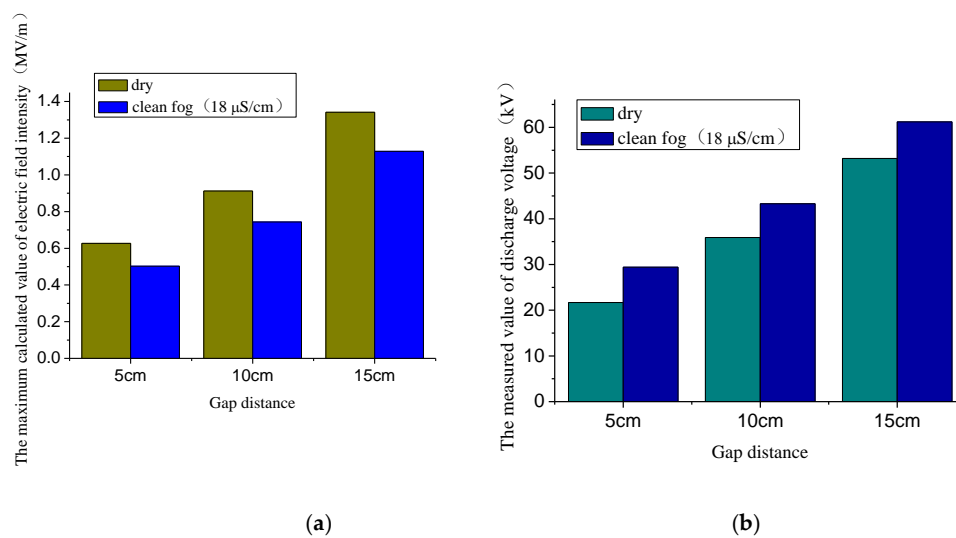 The maximum calculated value of electric field intensity（MV/m）
dry
clean fog（18 μS/cm）
1.4
1.2
1.0
0.8
0.6
0.4
0.2
0.0
5cm
10cm
15cm
Gap distance
(a)
The measured value of discharge voltage（kV）
dry
clean fog（18 μS/cm）
60
50
40
30
20
10
0
5cm
10cm
15cm
Gap distance
(b)